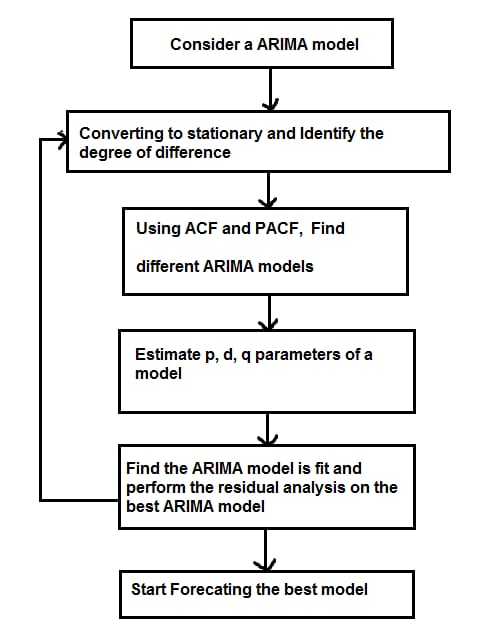 Consider a ARIMA model
Converting to stationary and Identify the
degree of difference
Using ACF and PACF, Find
different ARIMA models
Estimate p, d, q parameters of a
model
Find the ARIMA model is fit and
perform the residual analysis on the
best ARIMA model
Start Forecating the best model